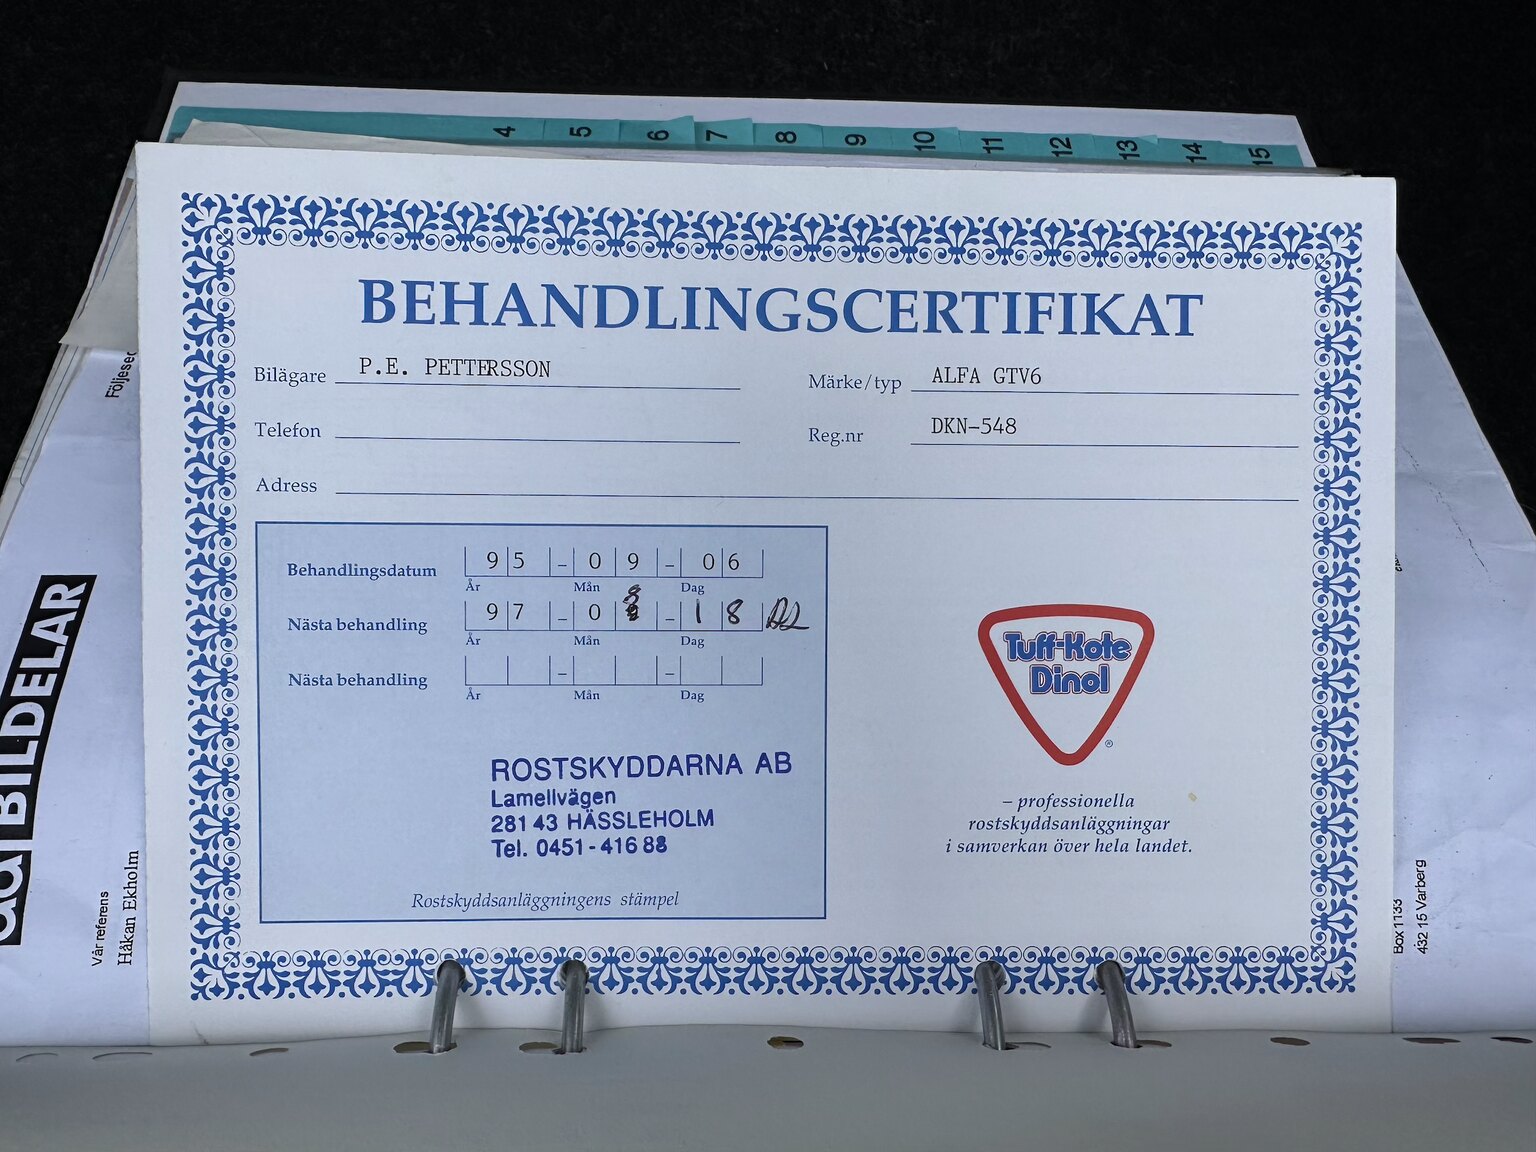 4 5 6 7 8 9 10 11 12 13 14 15
BEHANDLINGSCERTIFIKAT
Bilägare P.E. PETTERSSON
Märke/typ ALFA GTV6
Telefon
Reg.nr DKN-548
Adress
Behandlingsdatum 95 - 09 - 06
År Mån Dag
Nästa behandling 97 - 08 - 18
År Mån Dag
Nästa behandling - -
År Mån Dag
ROSTSKYDDARNA AB
Lamellvägen
281 43 HÄSSLEHOLM
Tel. 0451-416 88
Rostskyddsanläggningens stämpel
Tuff-Kote
Dinol
®
– professionella
rostskyddsanläggningar
i samverkan över hela landet.
ad BILDELAR
Vår referens
Håkan Ekholm
Box 1133
432 15 Varberg